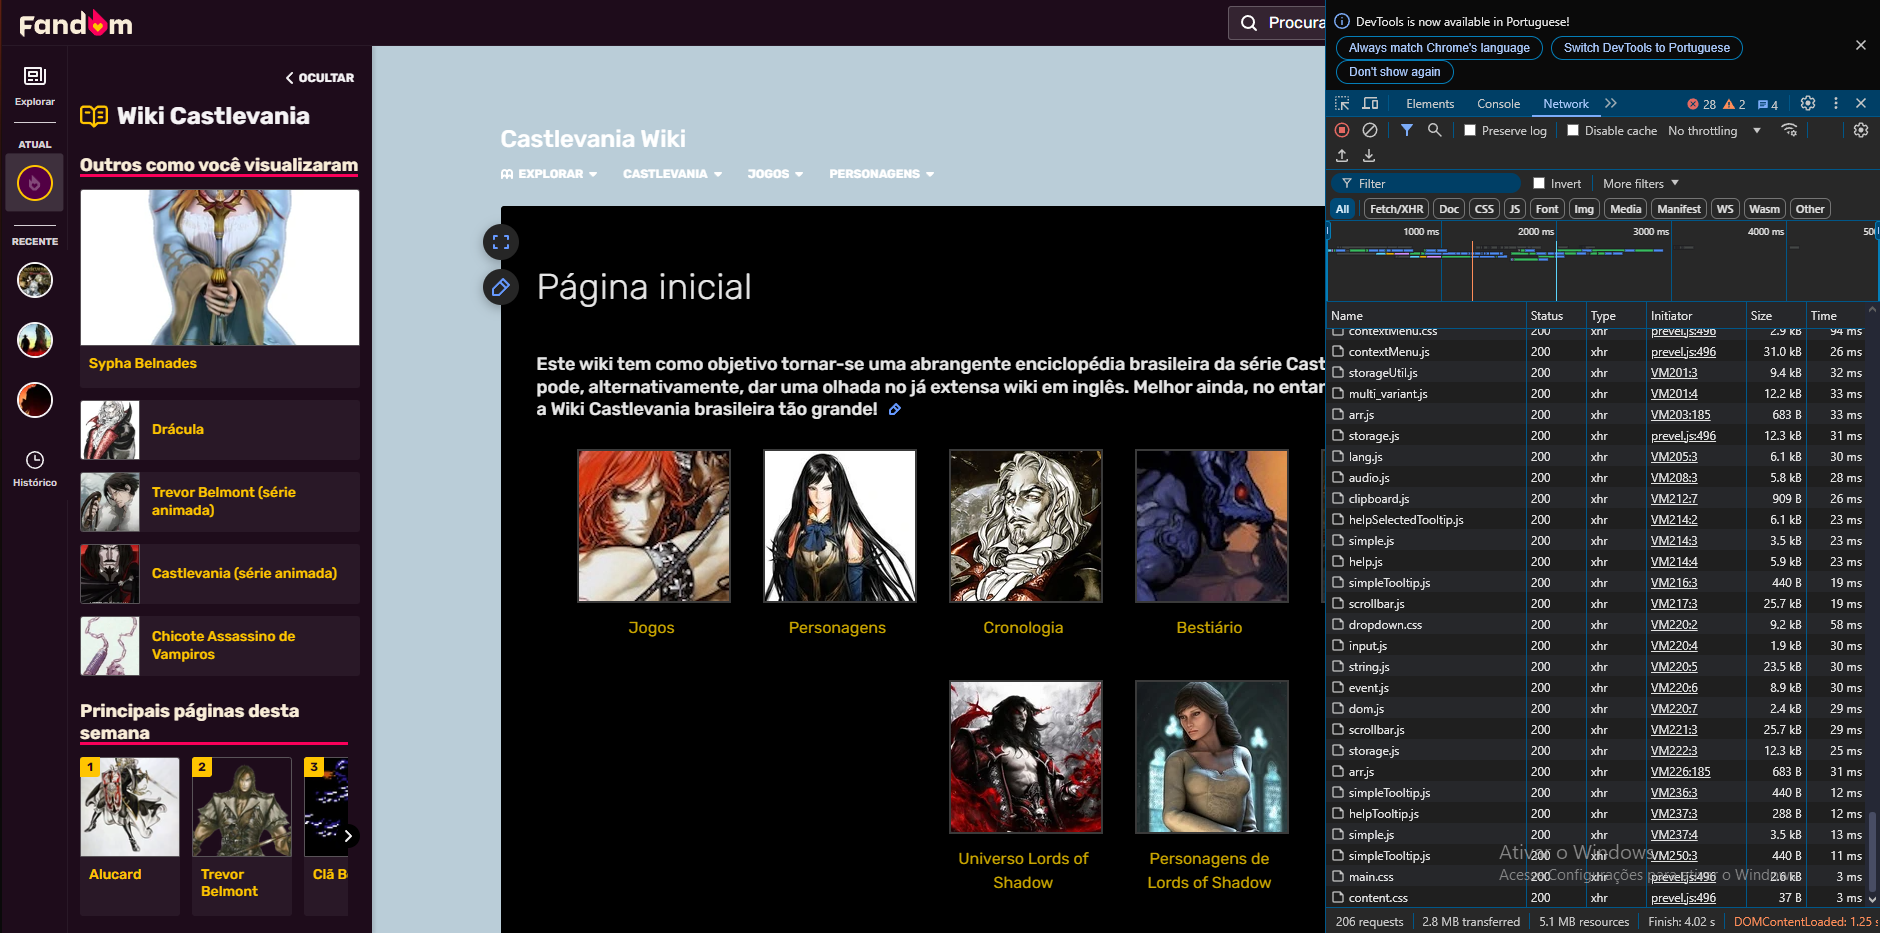 Fandom
Procura
Explorar
ATUAL
RECENTE
Histórico
OCULTAR
Wiki Castlevania
Outros como você visualizaram
Sypha Belnades
Drácula
Trevor Belmont (série
animada)
Castlevania (série animada)
Chicote Assassino de
Vampiros
Principais páginas desta
semana
1
2
3
Alucard
Trevor
Belmont
Clã B
Castlevania Wiki
EXPLORAR
CASTLEVANIA
JOGOS
PERSONAGENS
Página inicial
Este wiki tem como objetivo tornar-se uma abrangente enciclopédia brasileira da série Cast
pode, alternativamente, dar uma olhada no já extensa wiki em inglês. Melhor ainda, no entan
a Wiki Castlevania brasileira tão grande!
Jogos
Personagens
Cronologia
Bestiário
Universo Lords of
Shadow
Personagens de
Lords of Shadow
DevTools is now available in Portuguese!
Always match Chrome's language
Switch DevTools to Portuguese
Don't show again
Elements Console Network 28 2 4
Preserve log Disable cache No throttling
Filter Invert More filters
All Fetch/XHR Doc CSS JS Font Img Media Manifest WS Wasm Other
1000 ms 2000 ms 3000 ms 4000 ms 500
Name Status Type Initiator Size Time
contextMenu.css 200 xhr prevel.js:496 2.9 kB 94 ms
contextMenu.js 200 xhr prevel.js:496 31.0 kB 26 ms
storageUtil.js 200 xhr VM201:3 9.4 kB 32 ms
multi_variant.js 200 xhr VM201:4 12.2 kB 33 ms
arr.js 200 xhr VM203:185 683 B 33 ms
storage.js 200 xhr prevel.js:496 12.3 kB 31 ms
lang.js 200 xhr VM205:3 6.1 kB 30 ms
audio.js 200 xhr VM208:3 5.8 kB 28 ms
clipboard.js 200 xhr VM212:7 909 B 26 ms
helpSelectedTooltip.js 200 xhr VM214:2 6.1 kB 23 ms
simple.js 200 xhr VM214:3 3.5 kB 23 ms
help.js 200 xhr VM214:4 5.9 kB 23 ms
simpleTooltip.js 200 xhr VM216:3 440 B 19 ms
scrollbar.js 200 xhr VM217:3 25.7 kB 19 ms
dropdown.css 200 xhr VM220:2 9.2 kB 58 ms
input.js 200 xhr VM220:4 1.9 kB 30 ms
string.js 200 xhr VM220:5 23.5 kB 30 ms
event.js 200 xhr VM220:6 8.9 kB 30 ms
dom.js 200 xhr VM220:7 2.4 kB 29 ms
scrollbar.js 200 xhr VM221:3 25.7 kB 29 ms
storage.js 200 xhr VM222:3 12.3 kB 25 ms
arr.js 200 xhr VM226:185 683 B 31 ms
simpleTooltip.js 200 xhr VM236:3 440 B 12 ms
helpTooltip.js 200 xhr VM237:3 288 B 12 ms
simple.js 200 xhr VM237:4 3.5 kB 13 ms
simpleTooltip.js 200 xhr VM250:3 440 B 11 ms
main.css 200 xhr prevel.js:496 2.6 kB 3 ms
content.css 200 xhr prevel.js:496 37 B 3 ms
Ativar o Windows
Acesse Configurações para ativar o Windows.
206 requests 2.8 MB transferred 5.1 MB resources Finish: 4.02 s DOMContentLoaded: 1.25 s